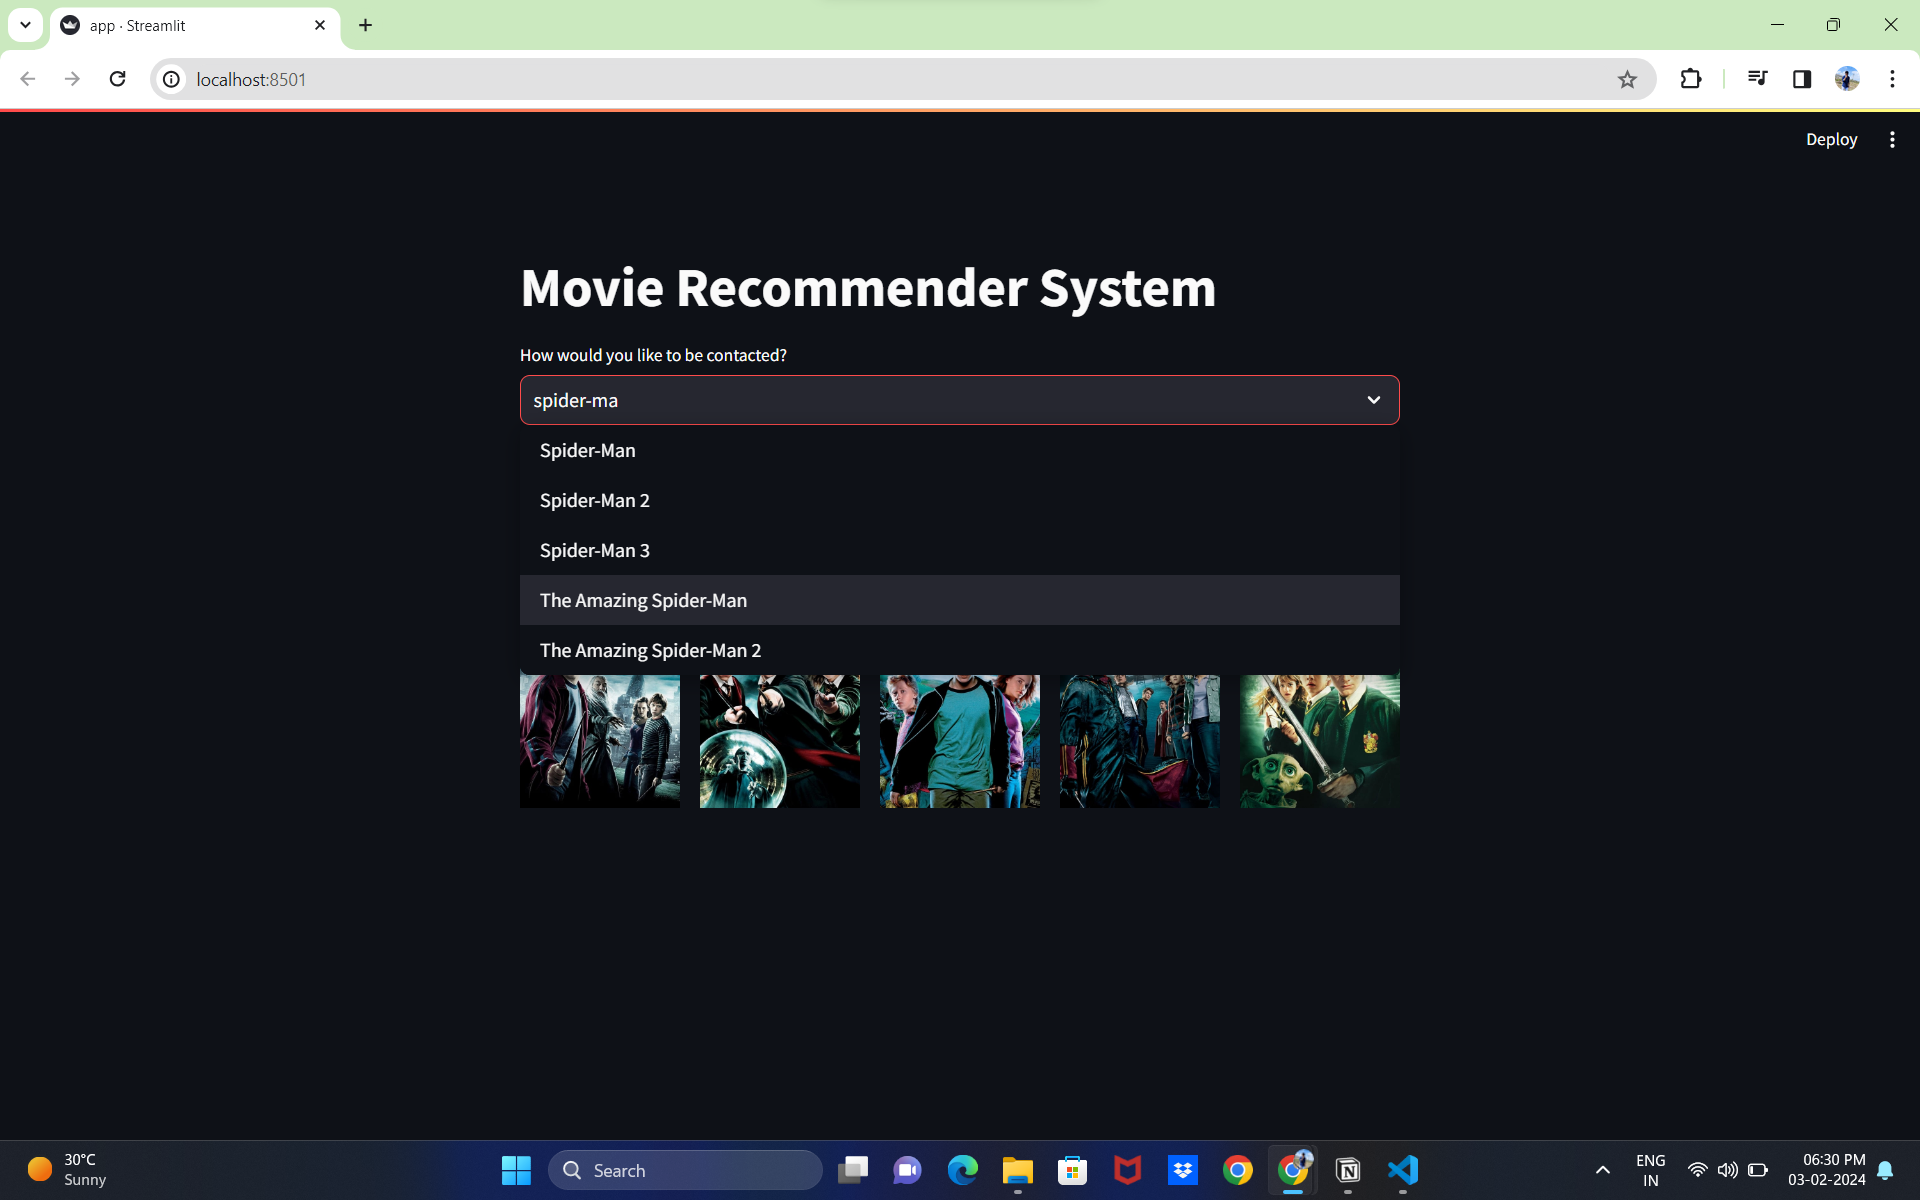 app · Streamlit
localhost:8501
Deploy
Movie Recommender System
How would you like to be contacted?
spider-ma
Spider-Man
Spider-Man 2
Spider-Man 3
The Amazing Spider-Man
The Amazing Spider-Man 2
30°C
Sunny
Search
ENG
IN
06:30 PM
03-02-2024